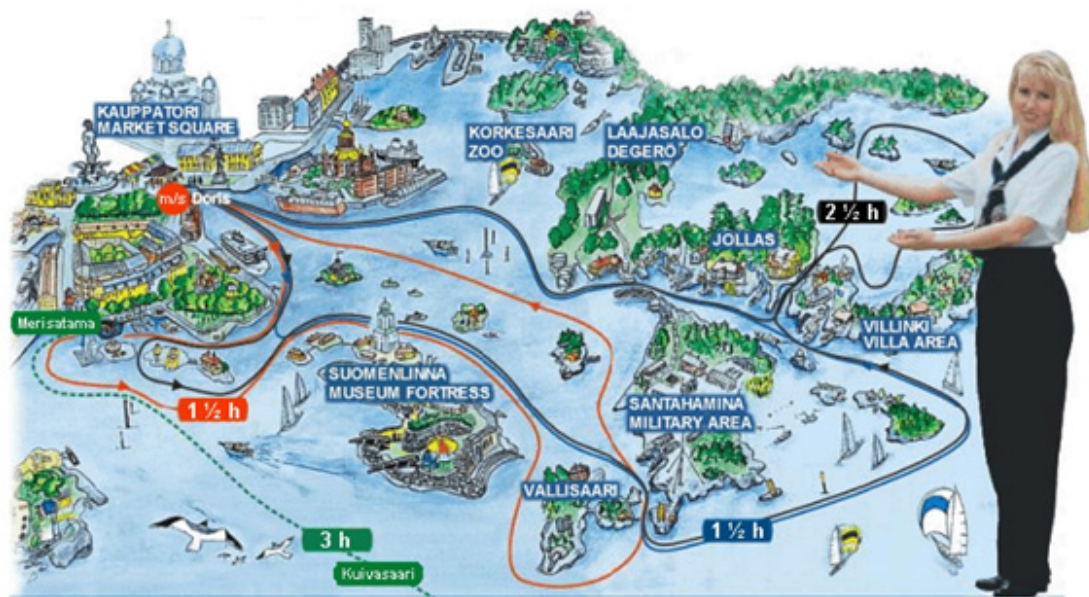 KAUPPATORI
MARKET SQUARE
KORKESAARI
ZOO
LAAJASALO
DEGERÖ
m/s Doris
2 ½ h
JOLLAS
Merisatama
VILLINKI
VILLA AREA
SUOMENLINNA
MUSEUM FORTRESS
1 ½ h
SANTAHAMINA
MILITARY AREA
VALLISAARI
3 h
1 ½ h
Kuivasaari